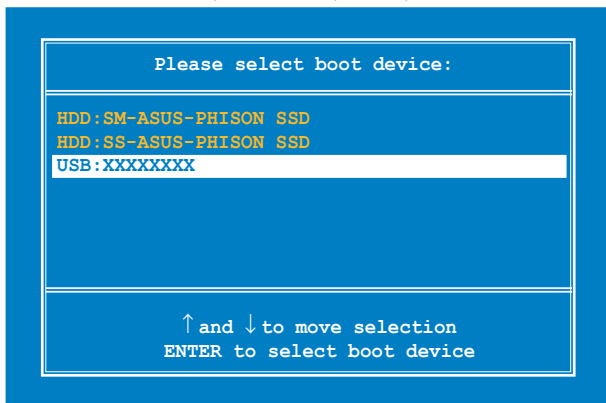 Please select boot device:
HDD:SM-ASUS-PHISON SSD
HDD:SS-ASUS-PHISON SSD
USB:XXXXXXXX
↑and ↓to move selection
ENTER to select boot device